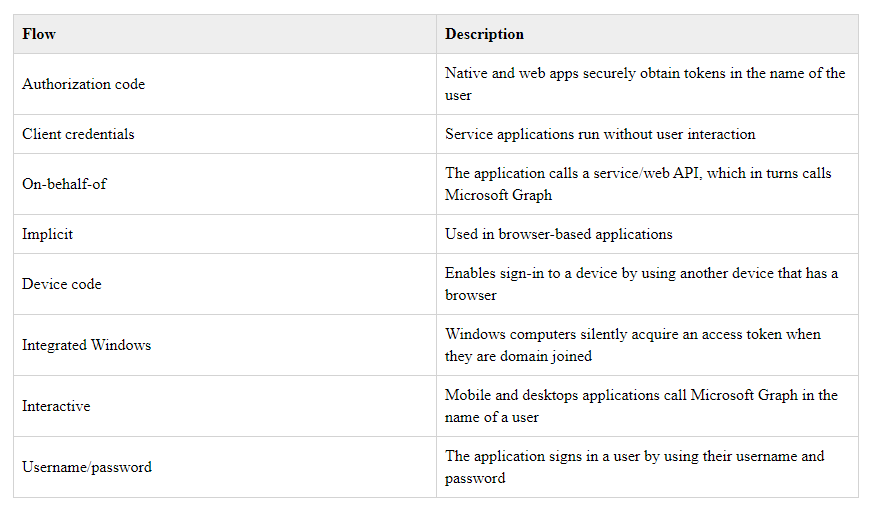 Flow
Description
Authorization code
Native and web apps securely obtain tokens in the name of the
user
Client credentials
Service applications run without user interaction
On-behalf-of
The application calls a service/web API, which in turns calls
Microsoft Graph
Implicit
Used in browser-based applications
Device code
Enables sign-in to a device by using another device that has a
browser
Integrated Windows
Windows computers silently acquire an access token when
they are domain joined
Interactive
Mobile and desktops applications call Microsoft Graph in the
name of a user
Username/password
The application signs in a user by using their username and
password